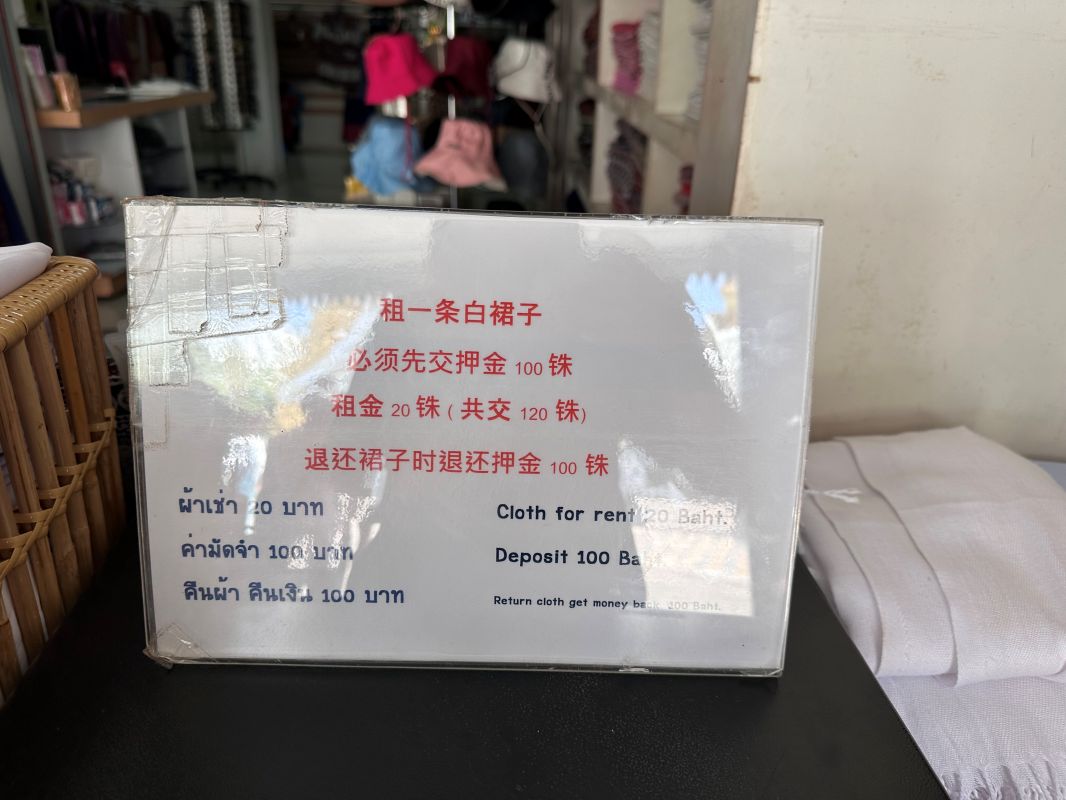 租一条白裙子
必须先交押金 100 铢
租金 20 铢 ( 共交 120 铢)
退还裙子时退还押金 100 铢
ผ้าเช่า 20 บาท
ค่ามัดจำ 100 บาท
คืนผ้า คืนเงิน 100 บาท
Cloth for rent 20 Baht.
Deposit 100 Baht.
Return cloth get money back 100 Baht.